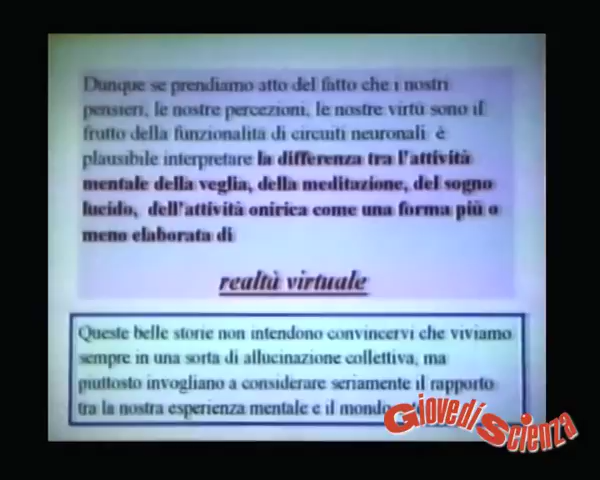 Dunque se prendiamo atto del fatto che i nostri
pensieri, le nostre percezioni, le nostre virtù sono il
frutto della funzionalità di circuiti neuronali è
plausibile interpretare la differenza tra l'attività
mentale della veglia, della meditazione, del sogno
lucido, dell'attività onirica come una forma più o
meno elaborata di
realtà virtuale
Queste belle storie non intendono convincervi che viviamo
sempre in una sorta di allucinazione collettiva, ma
piuttosto invogliano a considerare seriamente il rapporto
tra la nostra esperienza mentale e il mondo
Giovedì Scienza